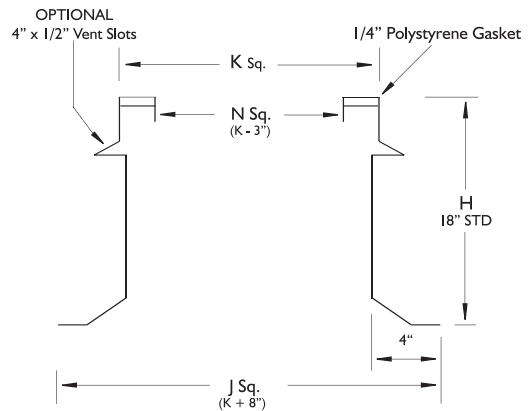 OPTIONAL
4" x 1/2" Vent Slots
1/4" Polystyrene Gasket
K Sq.
N Sq.
(K - 3")
H
18" STD
4"
J Sq.
(K + 8")